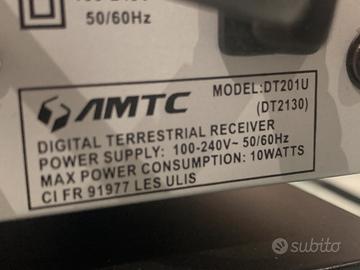 50/60Hz
AMTC
MODEL:DT201U
(DT2130)
DIGITAL TERRESTRIAL RECEIVER
POWER SUPPLY: 100-240V~ 50/60Hz
MAX POWER CONSUMPTION: 10WATTS
CI FR 91977 LES ULIS
subito